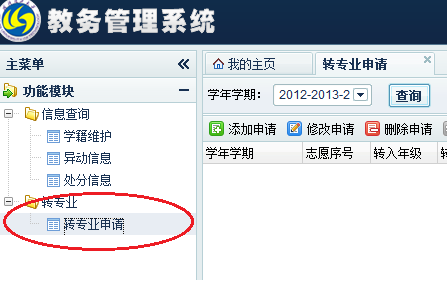 教务管理系统
主菜单
我的主页
转专业申请
功能模块
学年学期：
2012-2013-2
查询
信息查询
学籍维护
异动信息
处分信息
转专业
转专业申请
添加申请
修改申请
删除申请
学年学期
志愿序号
转入年级